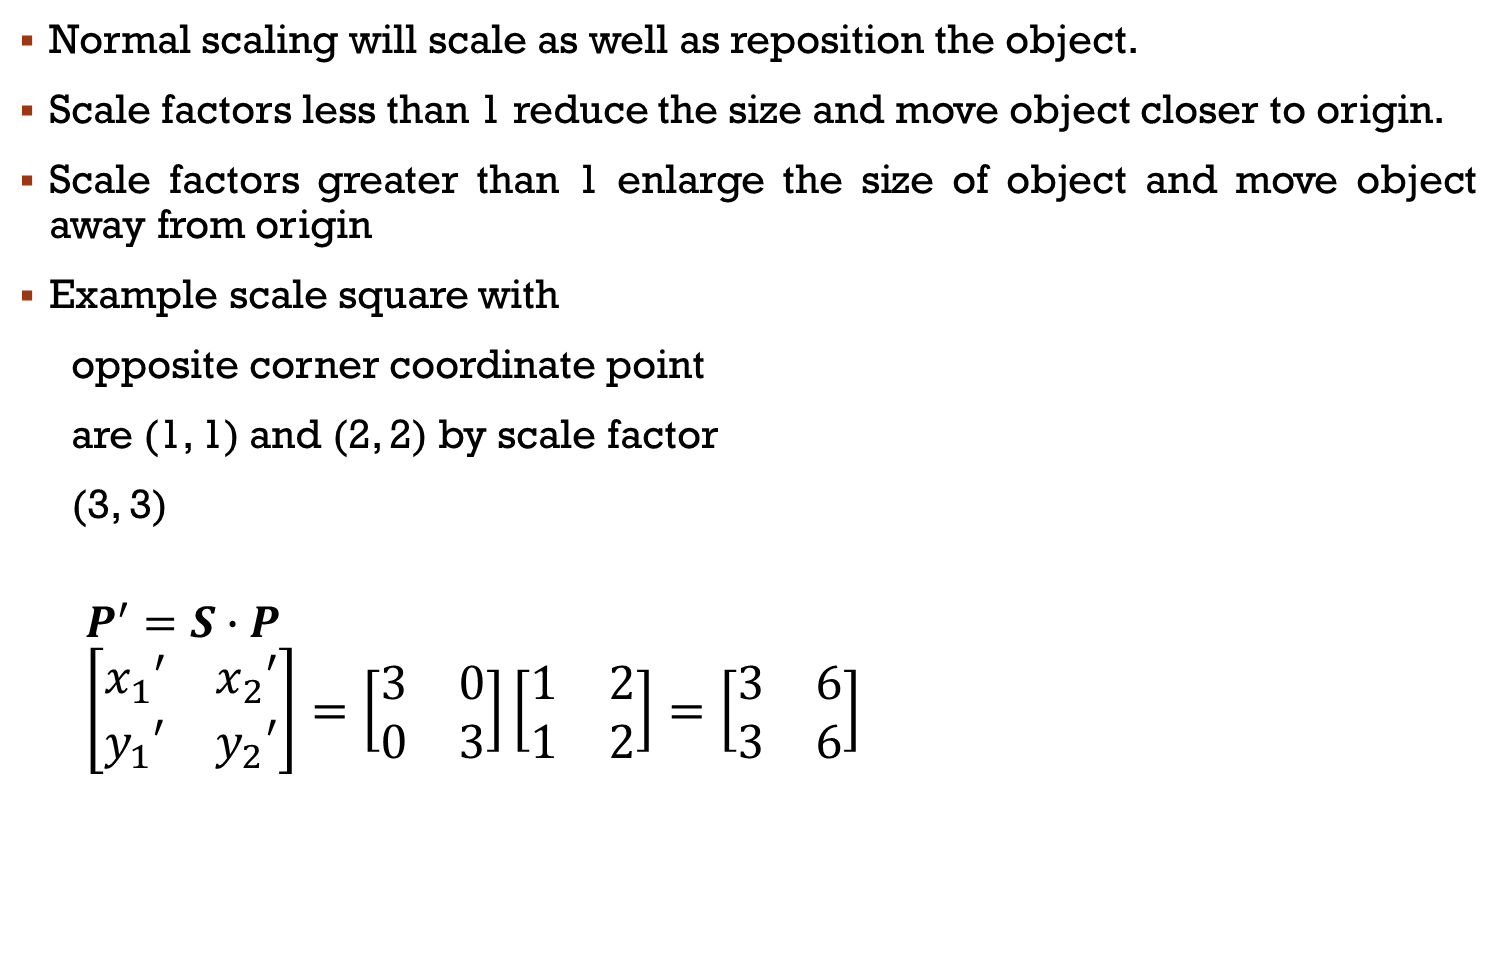 ▪ Normal scaling will scale as well as reposition the object.
▪ Scale factors less than 1 reduce the size and move object closer to origin.
▪ Scale factors greater than 1 enlarge the size of object and move object
away from origin
▪ Example scale square with
opposite corner coordinate point
are (1, 1) and (2, 2) by scale factor
(3, 3)
P′ = S · P
[x₁′ x₂′ = [3 0] [1 2] = [3 6]
y₁′ y₂′] [0 3] [1 2] [3 6]